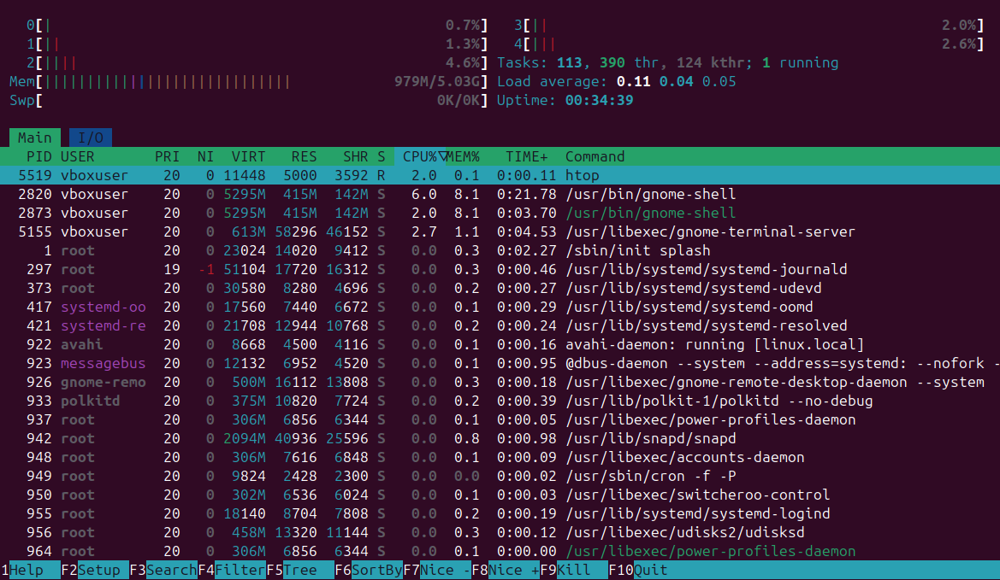 0[| 0.7%] 3[|| 2.0%]
1[|| 1.3%] 4[||| 2.6%]
2[|||| 4.6%] Tasks: 113, 390 thr, 124 kthr; 1 running
Mem[||||||||||||||||||||||||||||| 979M/5.03G] Load average: 0.11 0.04 0.05
Swp[ 0K/0K] Uptime: 00:34:39
Main I/O
PID USER PRI NI VIRT RES SHR S CPU%▽MEM% TIME+ Command
5519 vboxuser 20 0 11448 5000 3592 R 2.0 0.1 0:00.11 htop
2820 vboxuser 20 0 5295M 415M 142M S 6.0 8.1 0:21.78 /usr/bin/gnome-shell
2873 vboxuser 20 0 5295M 415M 142M S 2.0 8.1 0:03.70 /usr/bin/gnome-shell
5155 vboxuser 20 0 613M 58296 46152 S 2.7 1.1 0:04.53 /usr/libexec/gnome-terminal-server
1 root 20 0 23024 14020 9412 S 0.0 0.3 0:02.27 /sbin/init splash
297 root 19 -1 51104 17720 16312 S 0.0 0.3 0:00.46 /usr/lib/systemd/systemd-journald
373 root 20 0 30580 8280 4696 S 0.0 0.2 0:00.27 /usr/lib/systemd/systemd-udevd
417 systemd-oo 20 0 17560 7440 6672 S 0.0 0.1 0:00.29 /usr/lib/systemd/systemd-oomd
421 systemd-re 20 0 21708 12944 10768 S 0.0 0.2 0:00.24 /usr/lib/systemd/systemd-resolved
922 avahi 20 0 8668 4500 4116 S 0.0 0.1 0:00.16 avahi-daemon: running [linux.local]
923 messagebus 20 0 12132 6952 4520 S 0.0 0.1 0:00.95 @dbus-daemon --system --address=systemd: --nofork -
926 gnome-remo 20 0 500M 16112 13808 S 0.0 0.3 0:00.18 /usr/libexec/gnome-remote-desktop-daemon --system
933 polkitd 20 0 375M 10820 7724 S 0.0 0.2 0:00.39 /usr/lib/polkit-1/polkitd --no-debug
937 root 20 0 306M 6856 6344 S 0.0 0.1 0:00.05 /usr/libexec/power-profiles-daemon
942 root 20 0 2094M 40936 25596 S 0.0 0.8 0:00.98 /usr/lib/snapd/snapd
948 root 20 0 306M 7616 6848 S 0.0 0.1 0:00.09 /usr/libexec/accounts-daemon
949 root 20 0 9824 2428 2300 S 0.0 0.0 0:00.02 /usr/sbin/cron -f -P
950 root 20 0 302M 6536 6024 S 0.0 0.1 0:00.03 /usr/libexec/switcheroo-control
955 root 20 0 18140 8704 7808 S 0.0 0.2 0:00.19 /usr/lib/systemd/systemd-logind
956 root 20 0 458M 13320 11144 S 0.0 0.3 0:00.12 /usr/libexec/udisks2/udisksd
964 root 20 0 306M 6856 6344 S 0.0 0.1 0:00.00 /usr/libexec/power-profiles-daemon
1Help F2Setup F3SearchF4FilterF5Tree F6SortByF7Nice -F8Nice +F9Kill F10Quit